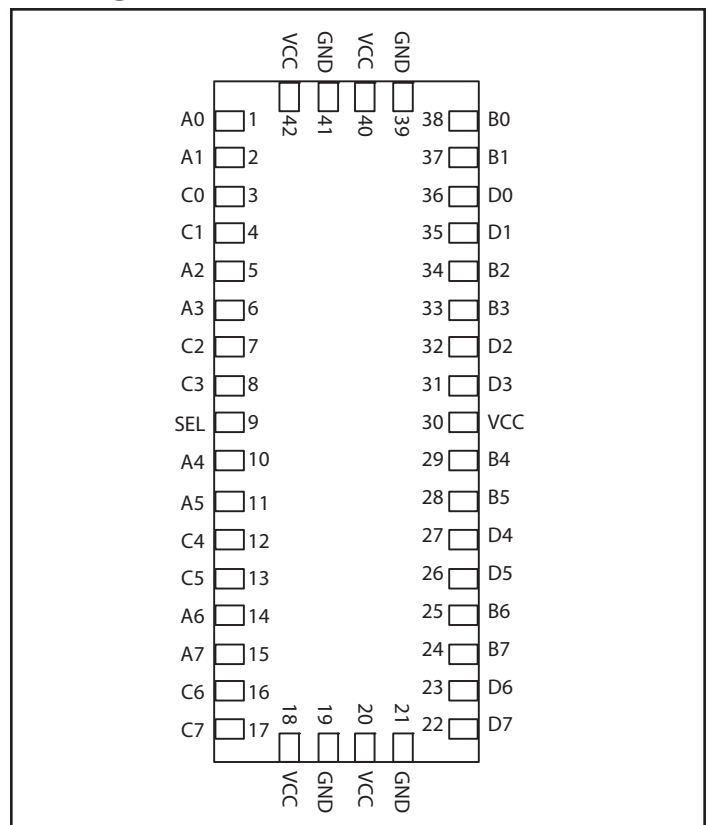 VCC GND VCC GND
42 41 40 39
A0 1 38 B0
A1 2 37 B1
C0 3 36 D0
C1 4 35 D1
A2 5 34 B2
A3 6 33 B3
C2 7 32 D2
C3 8 31 D3
SEL 9 30 VCC
A4 10 29 B4
A5 11 28 B5
C4 12 27 D4
C5 13 26 D5
A6 14 25 B6
A7 15 24 B7
C6 16 23 D6
C7 17 22 D7
18 19 20 21
VCC GND VCC GND